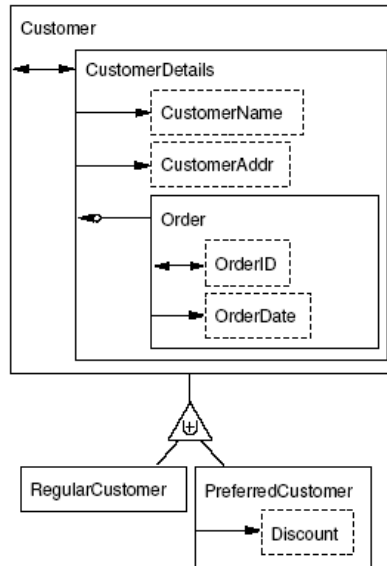 Customer
CustomerDetails
CustomerName
CustomerAddr
Order
OrderID
OrderDate
RegularCustomer
PreferredCustomer
Discount